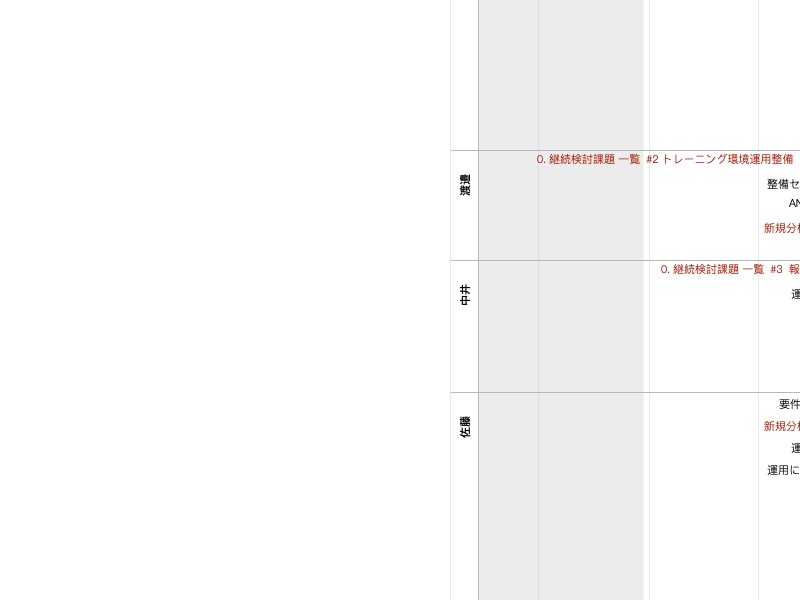 渡邉
0. 継続検討課題 一覧 #2 トレーニング環境運用整備
整備セ
AN
新規分析
中井
0. 継続検討課題 一覧 #3 報
運
佐藤
要件
新規分析
運
運用に